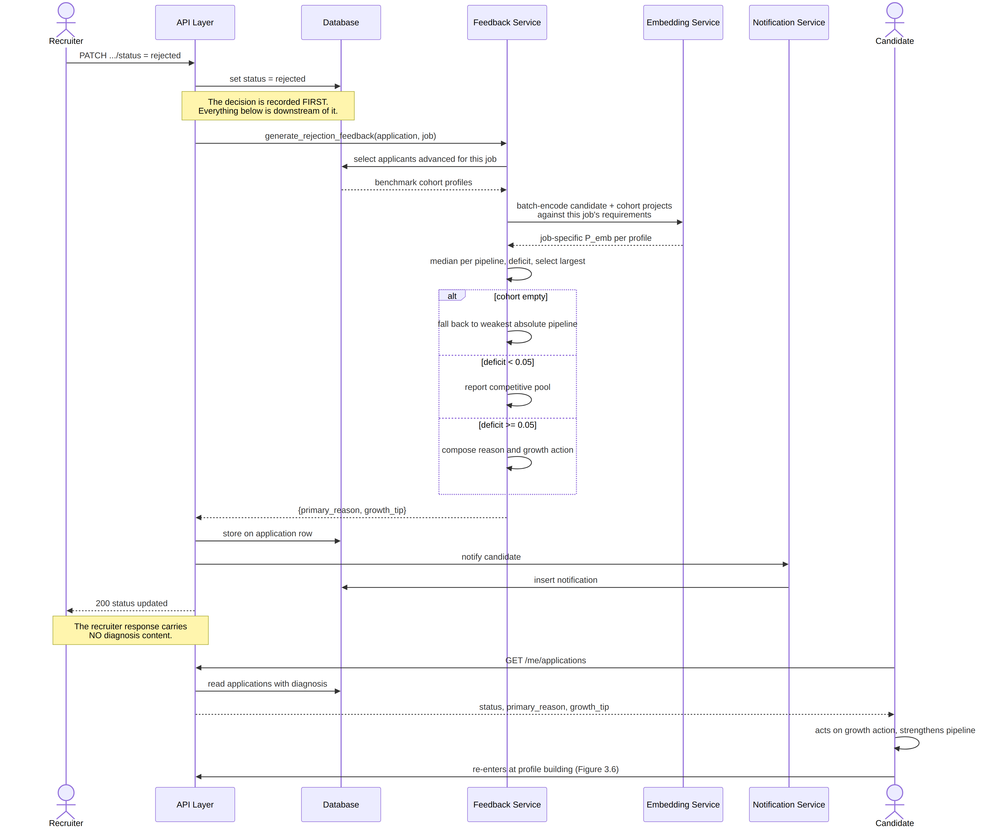 Recruiter
API Layer
Database
Feedback Service
Embedding Service
Notification Service
Candidate
PATCH .../status = rejected
set status = rejected
The decision is recorded FIRST.
Everything below is downstream of it.
generate_rejection_feedback(application, job)
select applicants advanced for this job
benchmark cohort profiles
batch-encode candidate + cohort projects
against this job's requirements
job-specific P_emb per profile
median per pipeline, deficit, select largest
alt
[cohort empty]
fall back to weakest absolute pipeline
[deficit < 0.05]
report competitive pool
[deficit >= 0.05]
compose reason and growth action
{primary_reason, growth_tip}
store on application row
notify candidate
insert notification
200 status updated
The recruiter response carries
NO diagnosis content.
GET /me/applications
read applications with diagnosis
status, primary_reason, growth_tip
acts on growth action, strengthens pipeline
re-enters at profile building (Figure 3.6)
Recruiter
API Layer
Database
Feedback Service
Embedding Service
Notification Service
Candidate